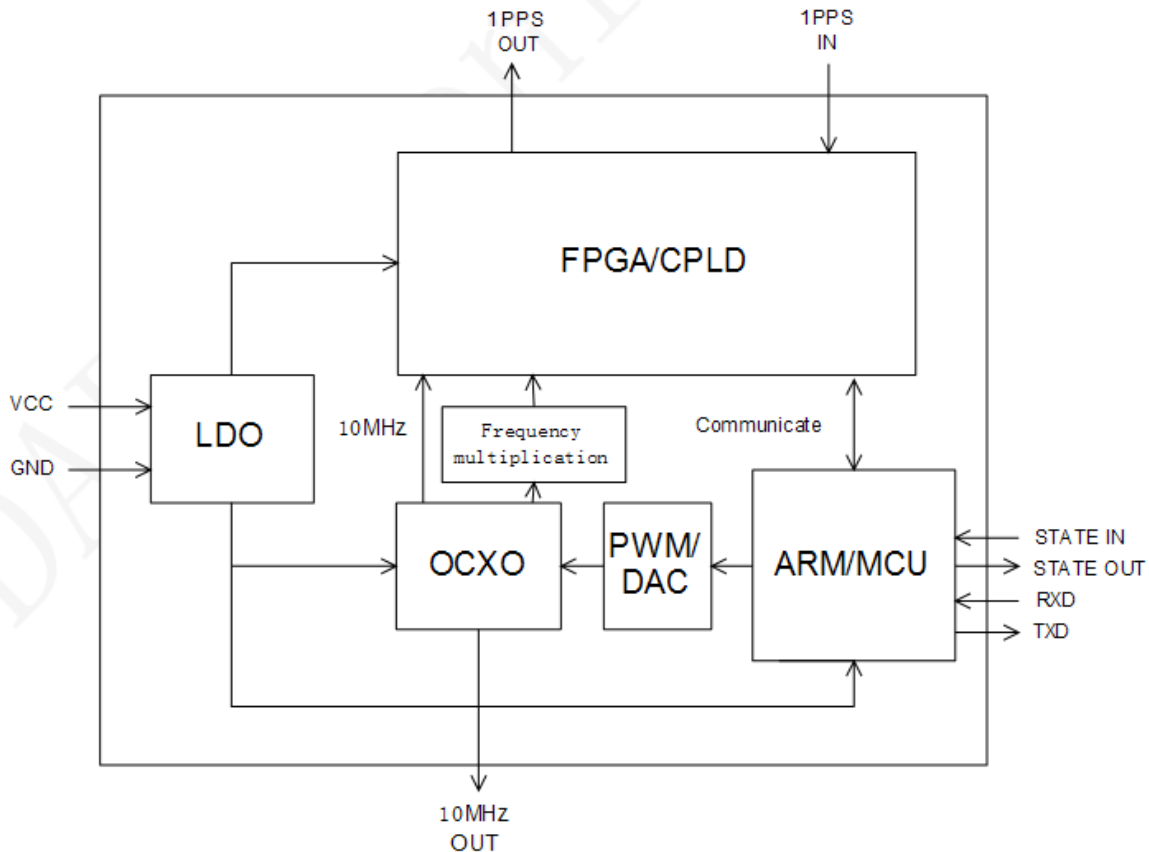 1PPS
OUT
1PPS
IN
FPGA/CPLD
VCC
GND
LDO
10MHz
Frequency
multiplication
Communicate
OCXO
PWM/
DAC
ARM/MCU
STATE IN
STATE OUT
RXD
TXD
10MHz
OUT